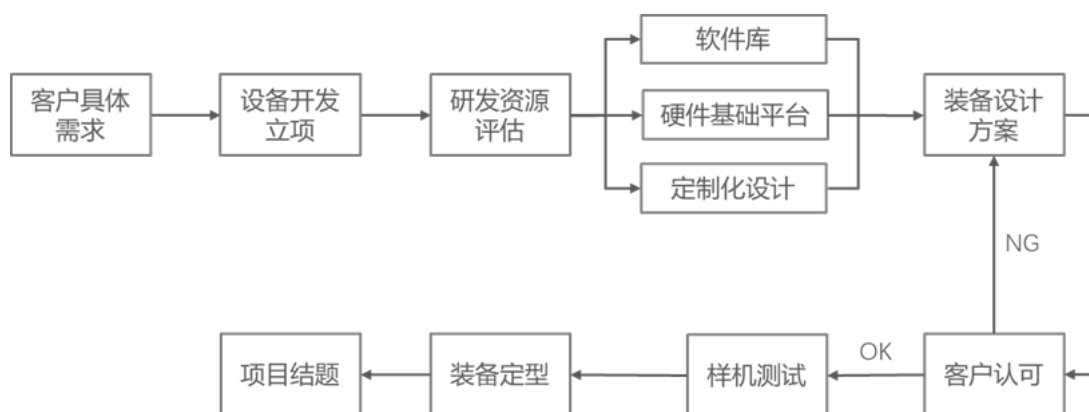 客户具体
需求
设备开发
立项
研发资源
评估
软件库
硬件基础平台
定制化设计
装备设计
方案
NG
客户认可
OK
样机测试
装备定型
项目结题